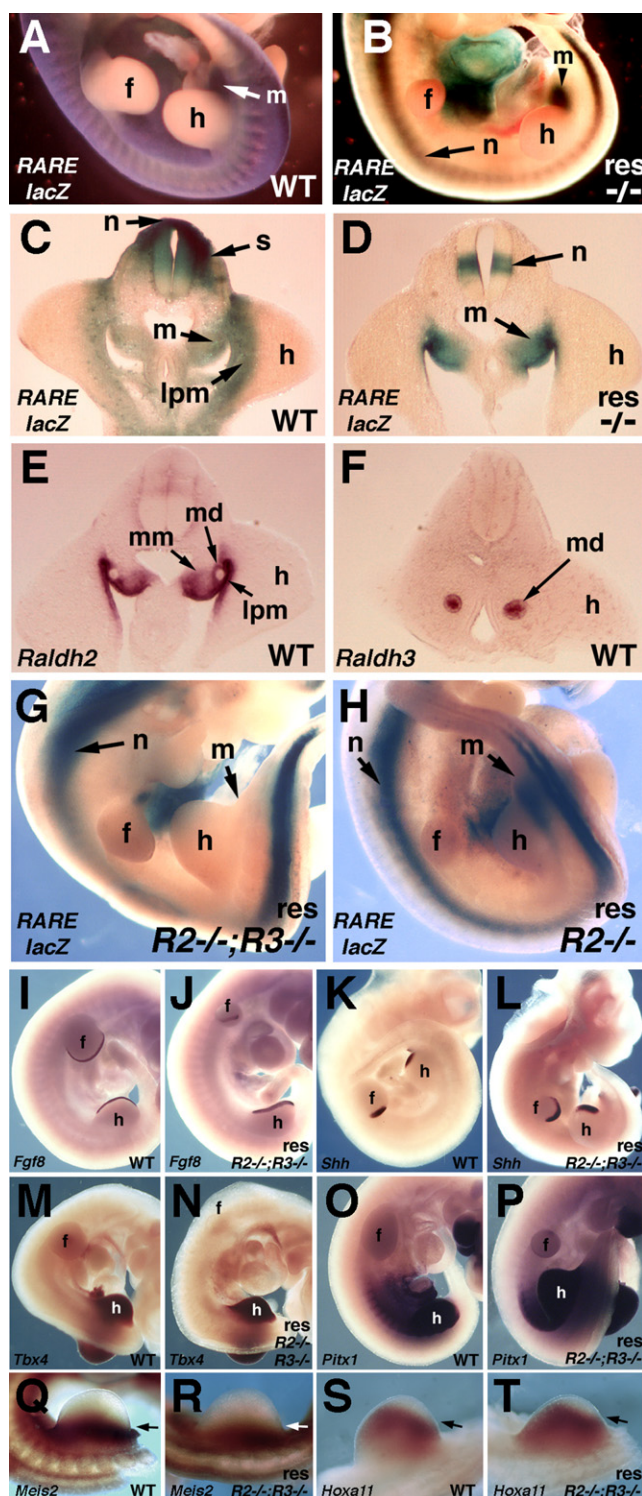 A
f
h
m
RARE
lacZ
WT
B
m
f
h
n
RARE
lacZ
res
-/-
C
n
s
m
lpm
h
RARE
lacZ
WT
D
n
m
h
RARE
lacZ
res
-/-
E
md
mm
h
lpm
Raldh2
WT
F
md
h
Raldh3
WT
G
n
m
f
h
RARE
lacZ
res
R2-/-;R3-/-
H
n
m
f
h
RARE
lacZ
res
R2-/-
I
f
h
Fgf8
WT
J
f
h
res
Fgf8
R2-/-;R3-/-
K
h
f
Shh
WT
L
f
h
res
Shh
R2-/-;R3-/-
M
f
h
Tbx4
WT
N
f
h
res
R2-/-
Tbx4
R3-/-
O
f
h
Pitx1
WT
P
f
h
res
Pitx1
R2-/-;R3-/-
Q
Meis2
WT
R
res
Meis2
R2-/-;R3-/-
S
Hoxa11
WT
T
res
Hoxa11
R2-/-;R3-/-